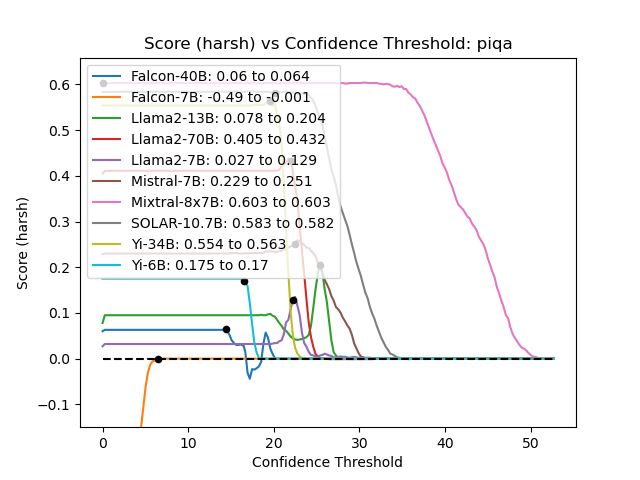 Score (harsh) vs Confidence Threshold: piqa
Score (harsh)
0.6
0.5
0.4
0.3
0.2
0.1
0.0
−0.1
Falcon-40B: 0.06 to 0.064
Falcon-7B: -0.49 to -0.001
Llama2-13B: 0.078 to 0.204
Llama2-70B: 0.405 to 0.432
Llama2-7B: 0.027 to 0.129
Mistral-7B: 0.229 to 0.251
Mixtral-8x7B: 0.603 to 0.603
SOLAR-10.7B: 0.583 to 0.582
Yi-34B: 0.554 to 0.563
Yi-6B: 0.175 to 0.17
0 10 20 30 40 50
Confidence Threshold